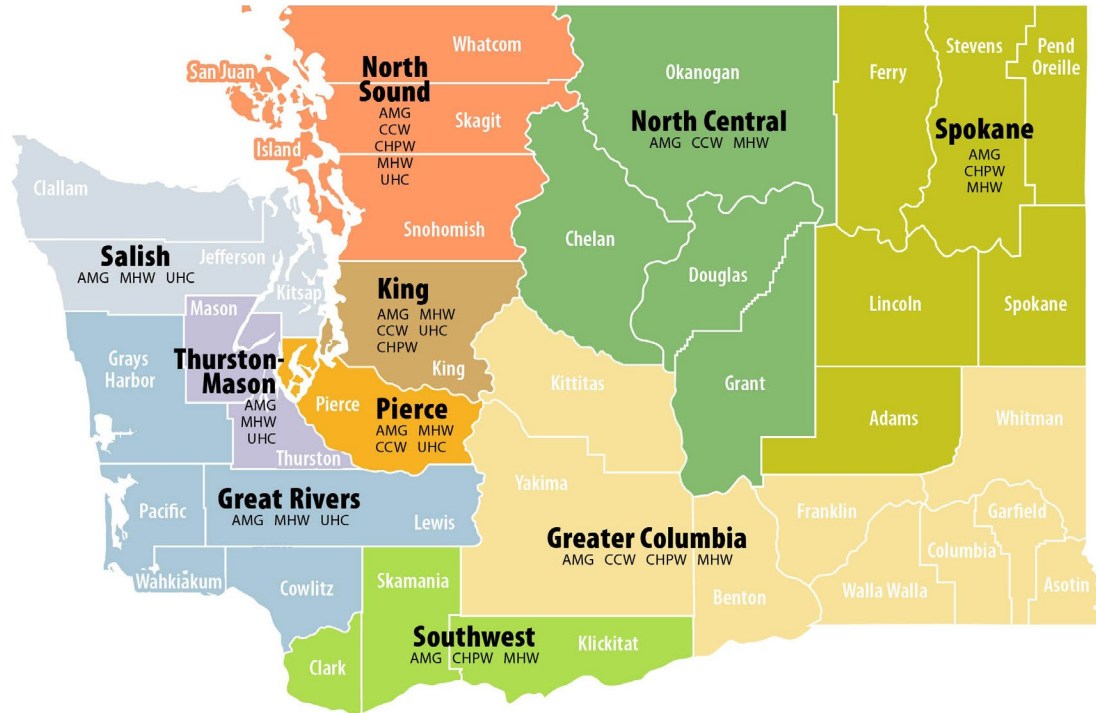 Whatcom
San Juan
North
Sound
AMG
CCW
CHPW
MHW
UHC
Skagit
Island
Snohomish
Okanogan
North Central
AMG CCW MHW
Chelan
Douglas
Grant
Ferry
Stevens
Pend
Oreille
Spokane
AMG
CHPW
MHW
Lincoln
Spokane
Adams
Clallam
Salish
AMG MHW UHC
Jefferson
Kitsap
King
AMG MHW
CCW UHC
CHPW
King
Mason
Thurston-
Mason
AMG
MHW
UHC
Thurston
Grays
Harbor
Pierce
Pierce
AMG MHW
CCW UHC
Kittitas
Yakima
Whitman
Great Rivers
AMG MHW UHC
Pacific
Lewis
Wahkiakum
Cowlitz
Greater Columbia
AMG CCW CHPW MHW
Franklin
Garfield
Columbia
Benton
Walla Walla
Asotin
Skamania
Southwest
AMG CHPW MHW
Klickitat
Clark